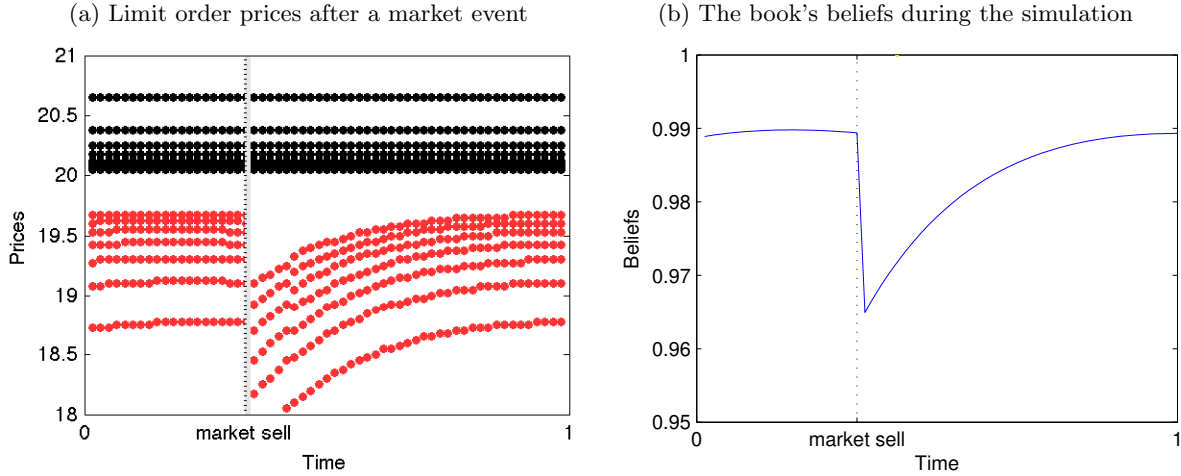 (a) Limit order prices after a market event
21
20.5
20
19.5
19
18.5
18
Prices
0
market sell
1
Time
(b) The book's beliefs during the simulation
1
0.99
0.98
0.97
0.96
0.95
Beliefs
0
market sell
1
Time